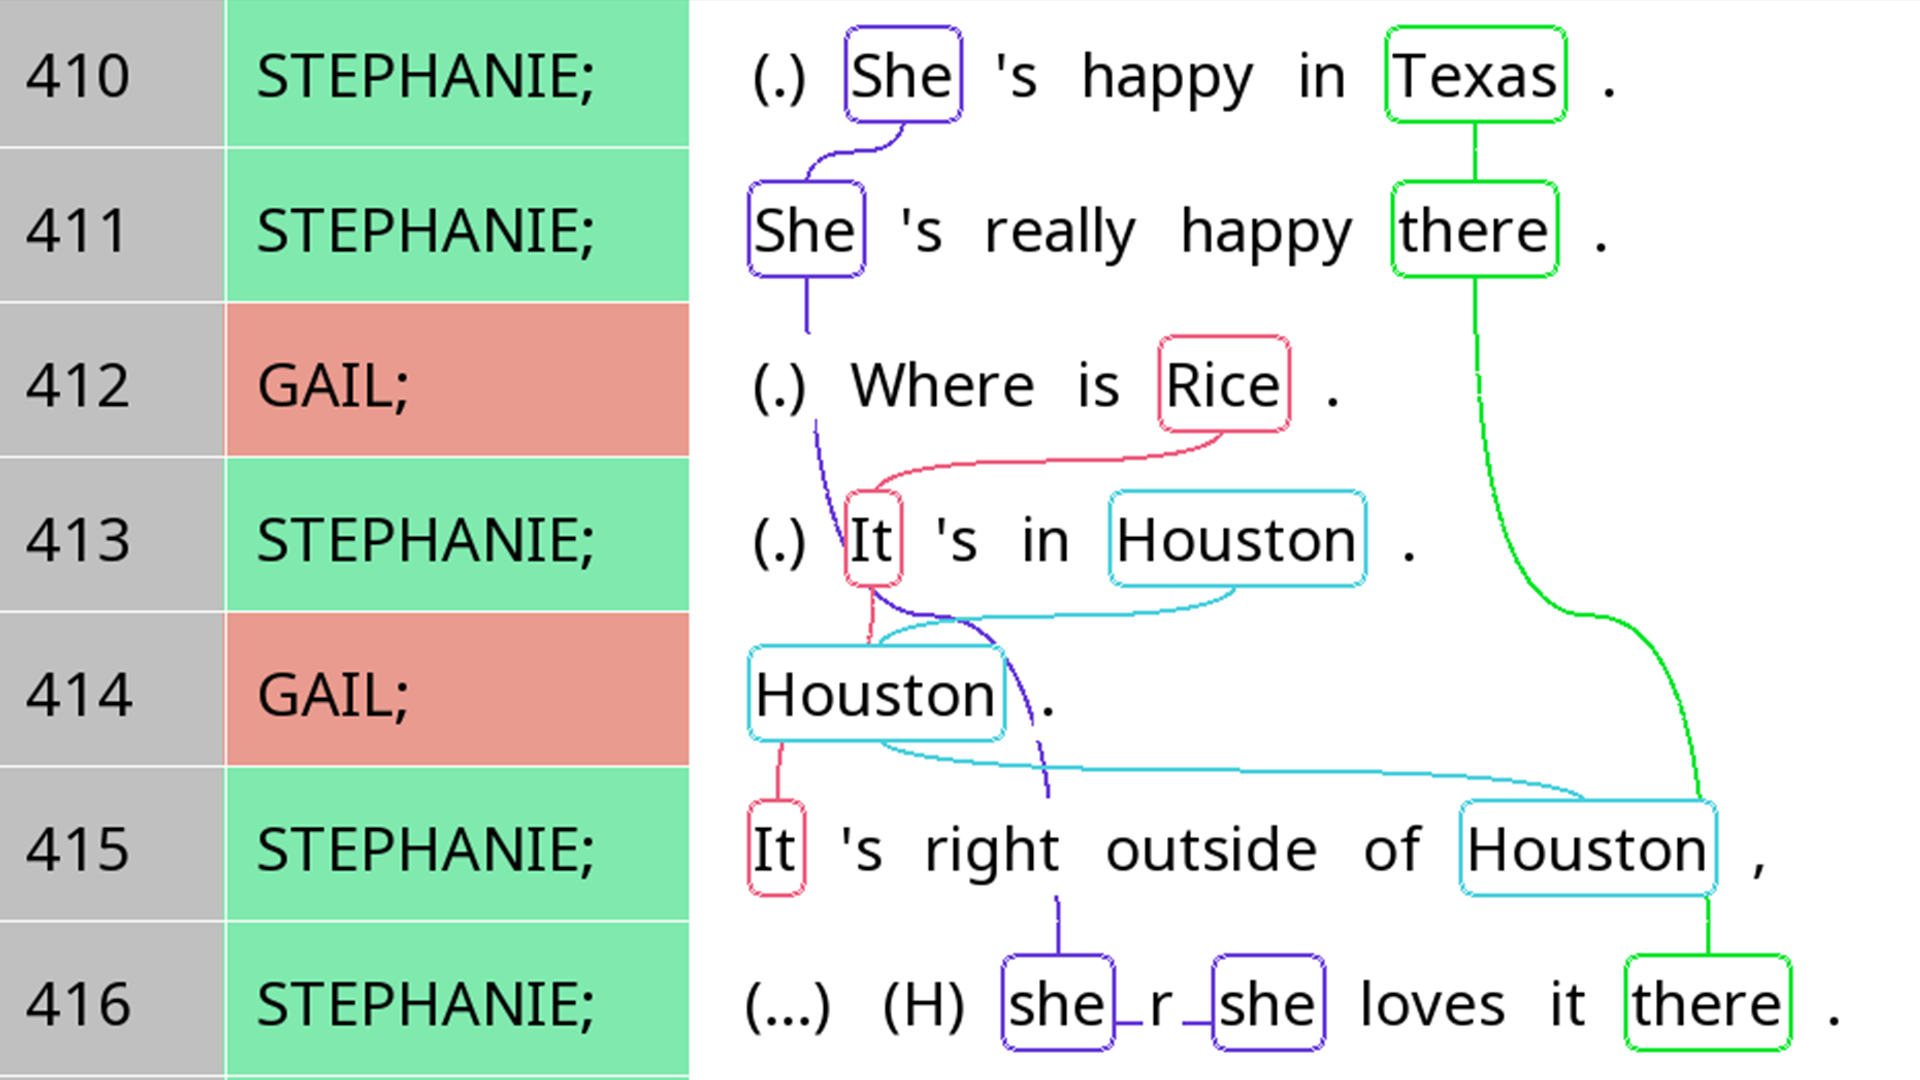 410 STEPHANIE; (.) She 's happy in Texas .
411 STEPHANIE; She 's really happy there .
412 GAIL; (.) Where is Rice .
413 STEPHANIE; (.) It 's in Houston .
414 GAIL; Houston .
415 STEPHANIE; It 's right outside of Houston ,
416 STEPHANIE; (...) (H) she r she loves it there .